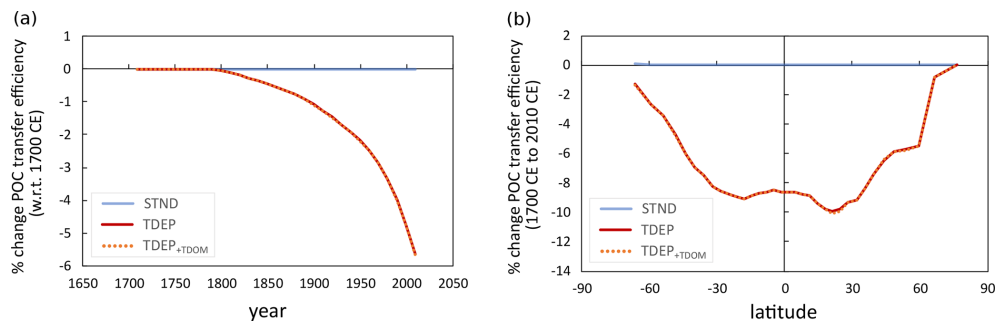 (a)
% change POC transfer efficiency
(w.r.t. 1700 CE)
1
0
-1
-2
-3
-4
-5
-6
STND
TDEP
TDEP+TDOM
1650 1700 1750 1800 1850 1900 1950 2000 2050
year
(b)
% change POC transfer efficiency
(1700 CE to 2010 CE)
2
0
-2
-4
-6
-8
-10
-12
-14
STND
TDEP
TDEP+TDOM
-90 -60 -30 0 30 60 90
latitude